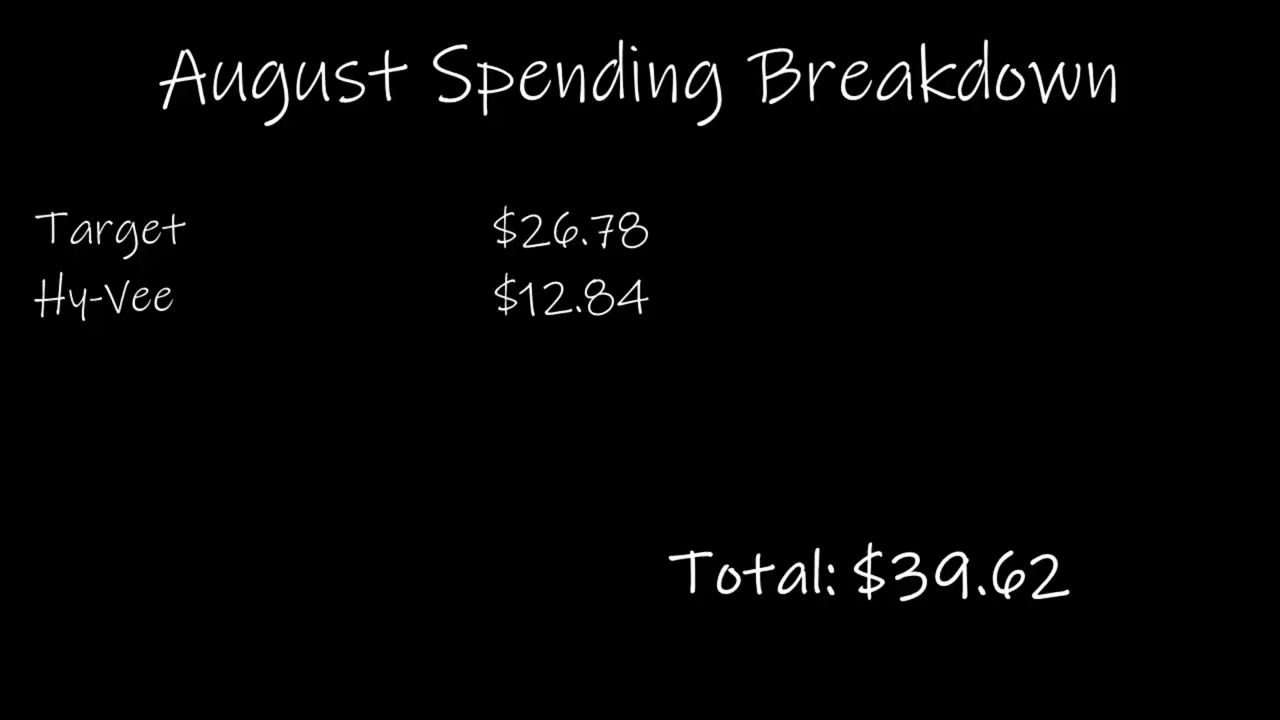 August Spending Breakdown
Target $26.78
Hy-Vee $12.84
Total: $39.62